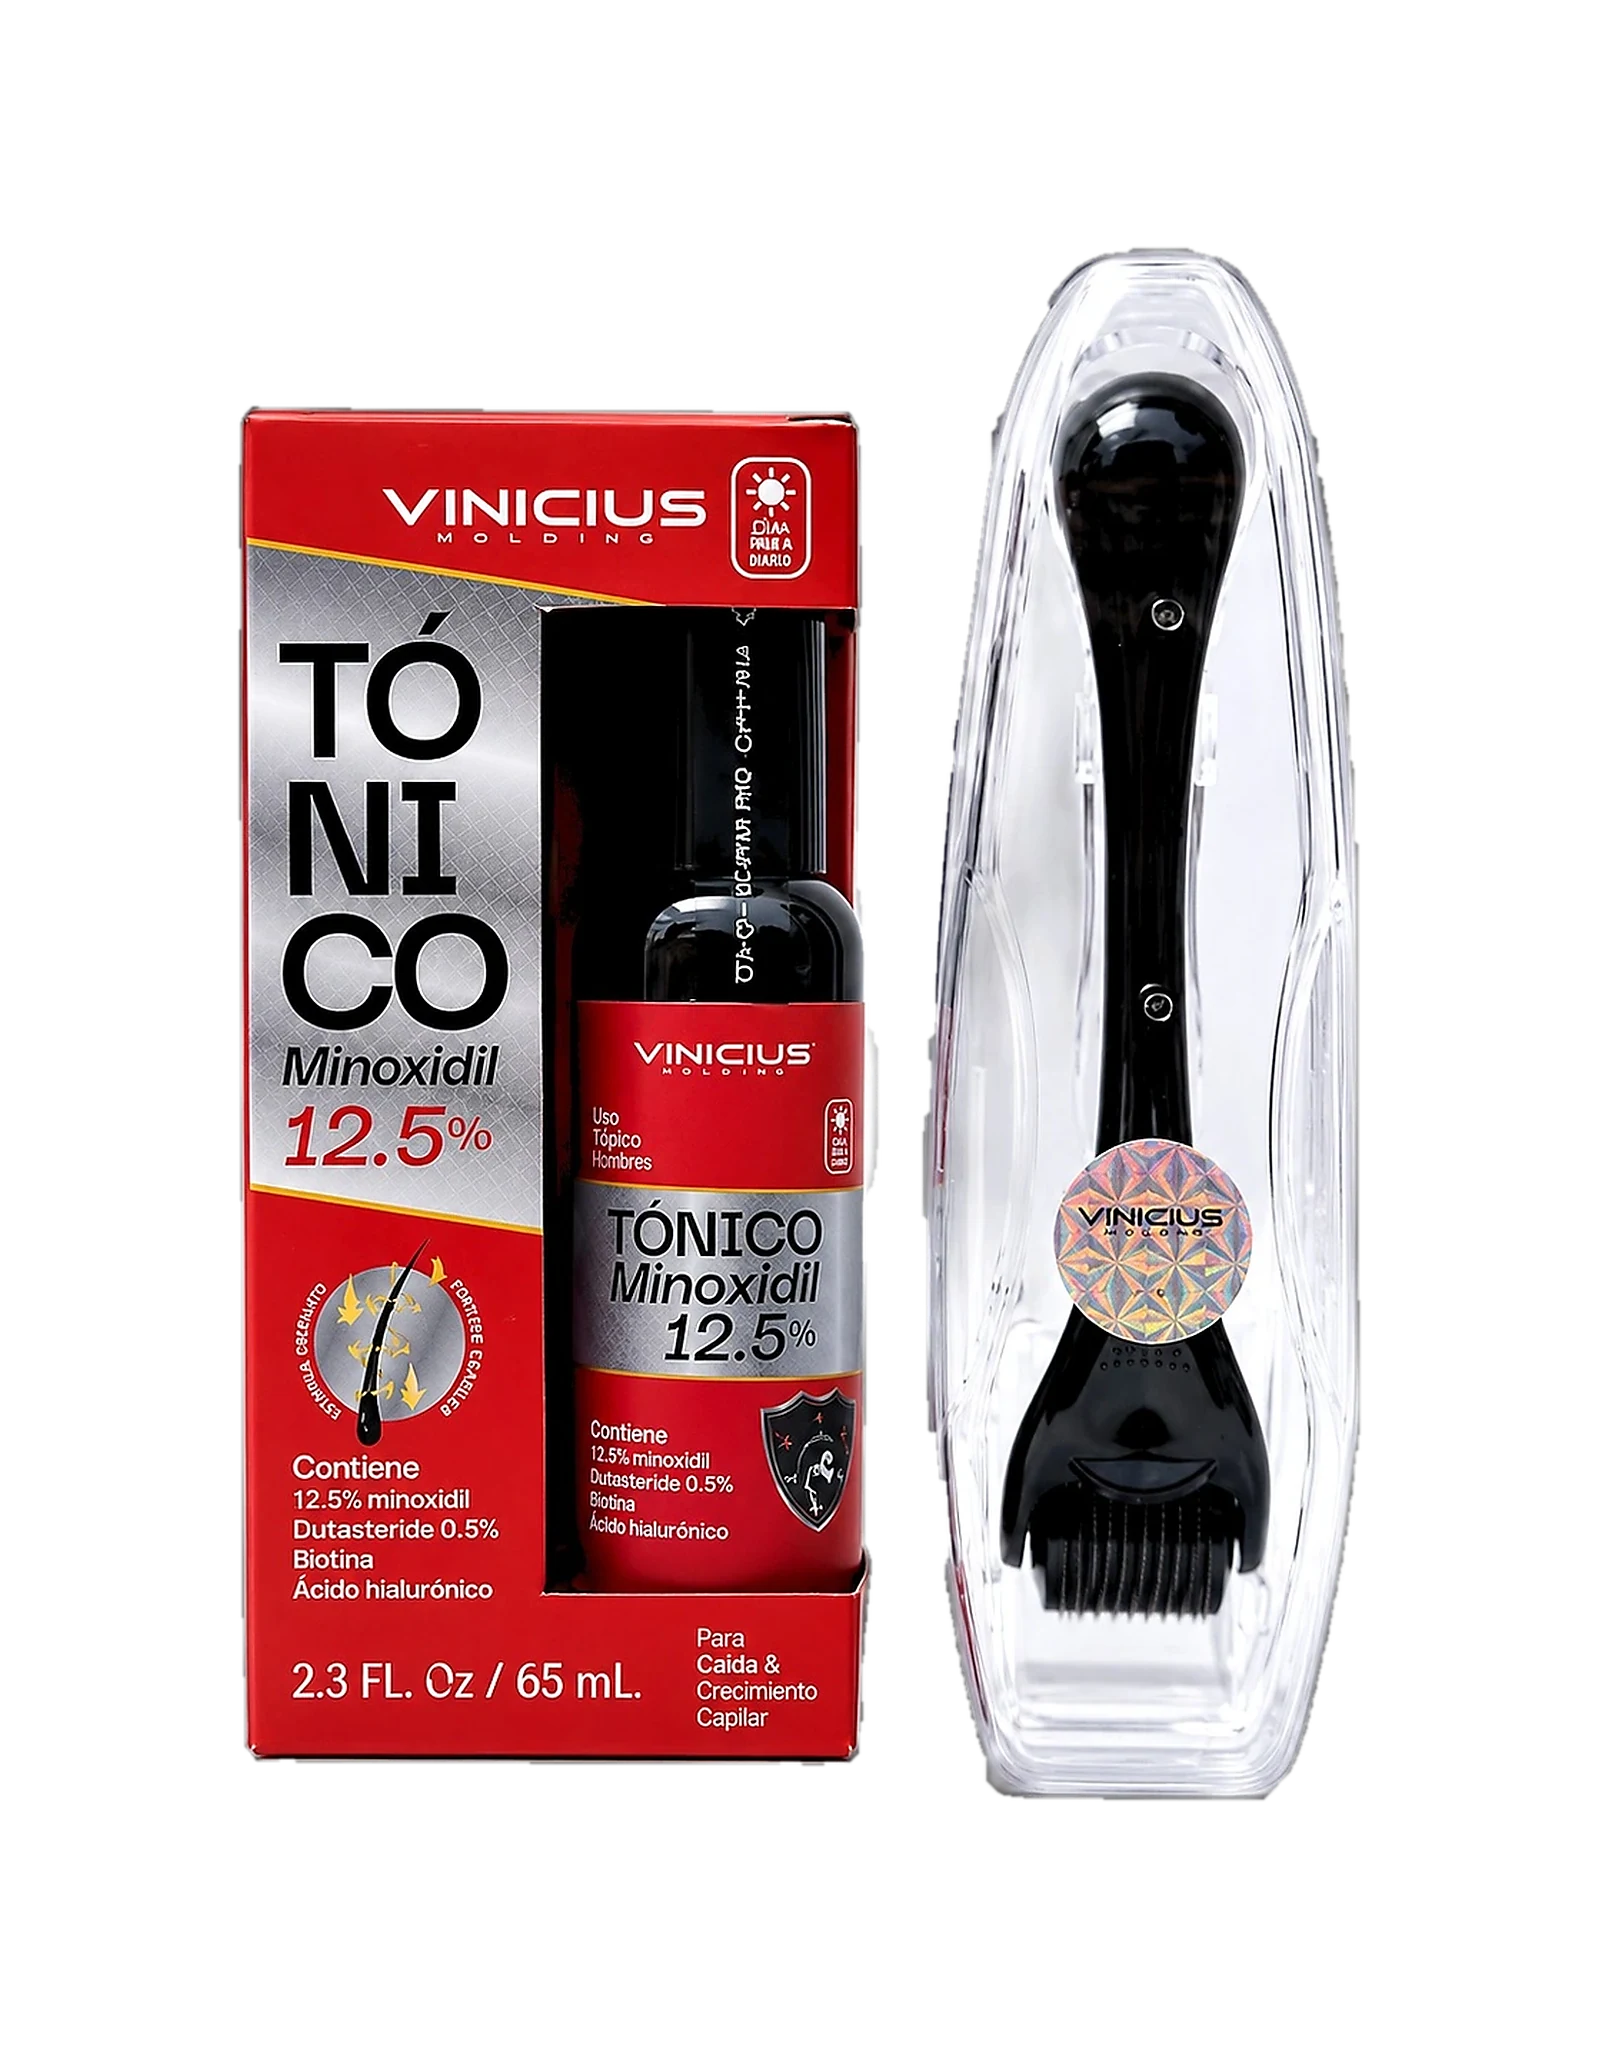 VINICIUS
MOLDING
DIARIO
TÓ
NI
CO
Minoxidil
12.5%
Contiene
12.5% minoxidil
Dutasteride 0.5%
Biotina
Ácido hialurónico
2.3 FL. Oz / 65 mL.
Para
Caida &
Crecimiento
Capilar
VINICIUS
MOLDING
Uso
Tópico
Hombres
TÓNICO
Minoxidil
12.5%
Contiene
12.5% minoxidil
Dutasteride 0.5%
Biotina
Ácido hialurónico
VINICIUS